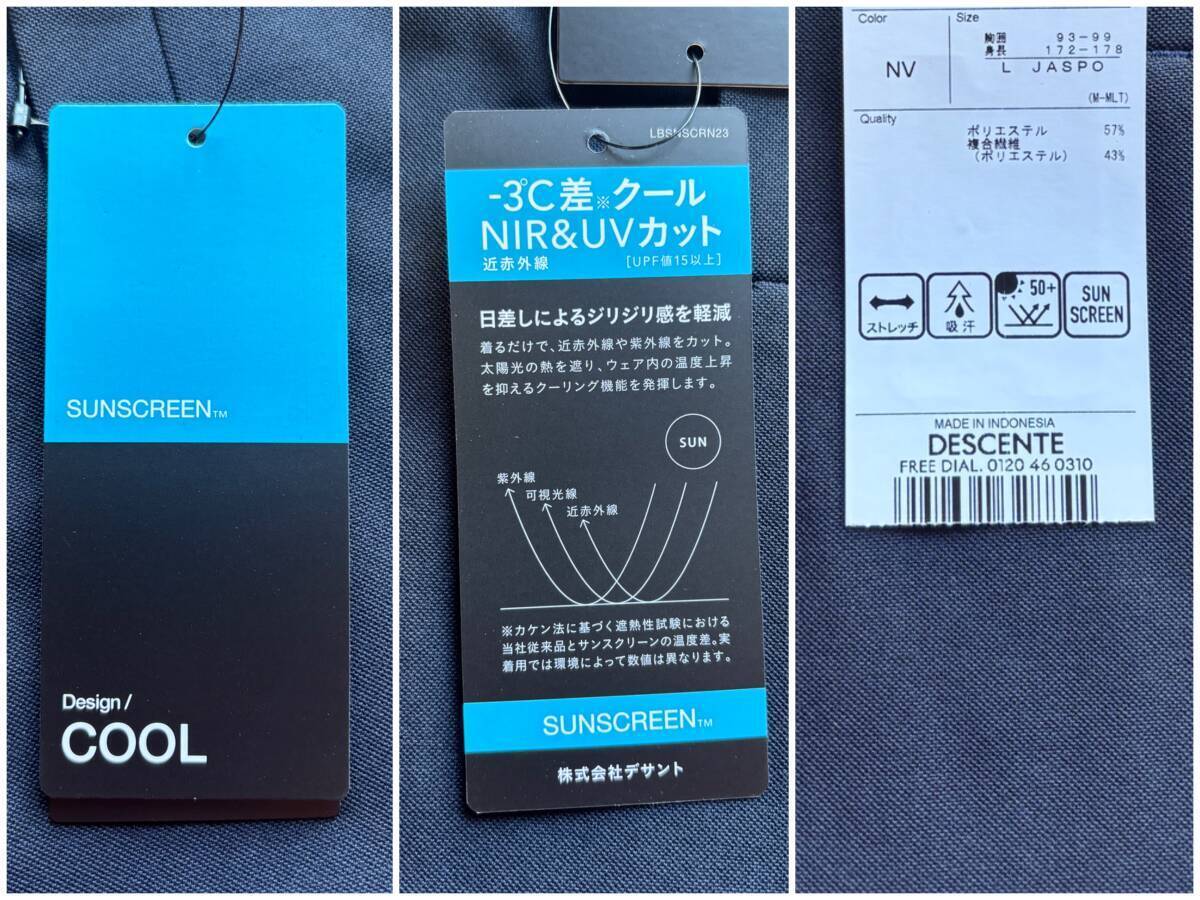 SUNSCREEN™
Design /
COOL
LBSNSCRN23
-3℃差※クール
NIR&UVカット
近赤外線 [UPF値15以上]
日差しによるジリジリ感を軽減
着るだけで、近赤外線や紫外線をカット。
太陽光の熱を遮り、ウェア内の温度上昇
を抑えるクーリング機能を発揮します。
SUN
紫外線
可視光線
近赤外線
※カケン法に基づく遮熱性試験における
当社従来品とサンスクリーンの温度差。実
着用では環境によって数値は異なります。
SUNSCREEN™
株式会社デサント
Color Size
胸囲 93-99
身長 172-178
NV L JASPO
(M-MLT)
Quality
ポリエステル 57%
複合繊維
(ポリエステル) 43%
ストレッチ
吸汗
50+
SUN
SCREEN
MADE IN INDONESIA
DESCENTE
FREE DIAL. 0120 46 0310